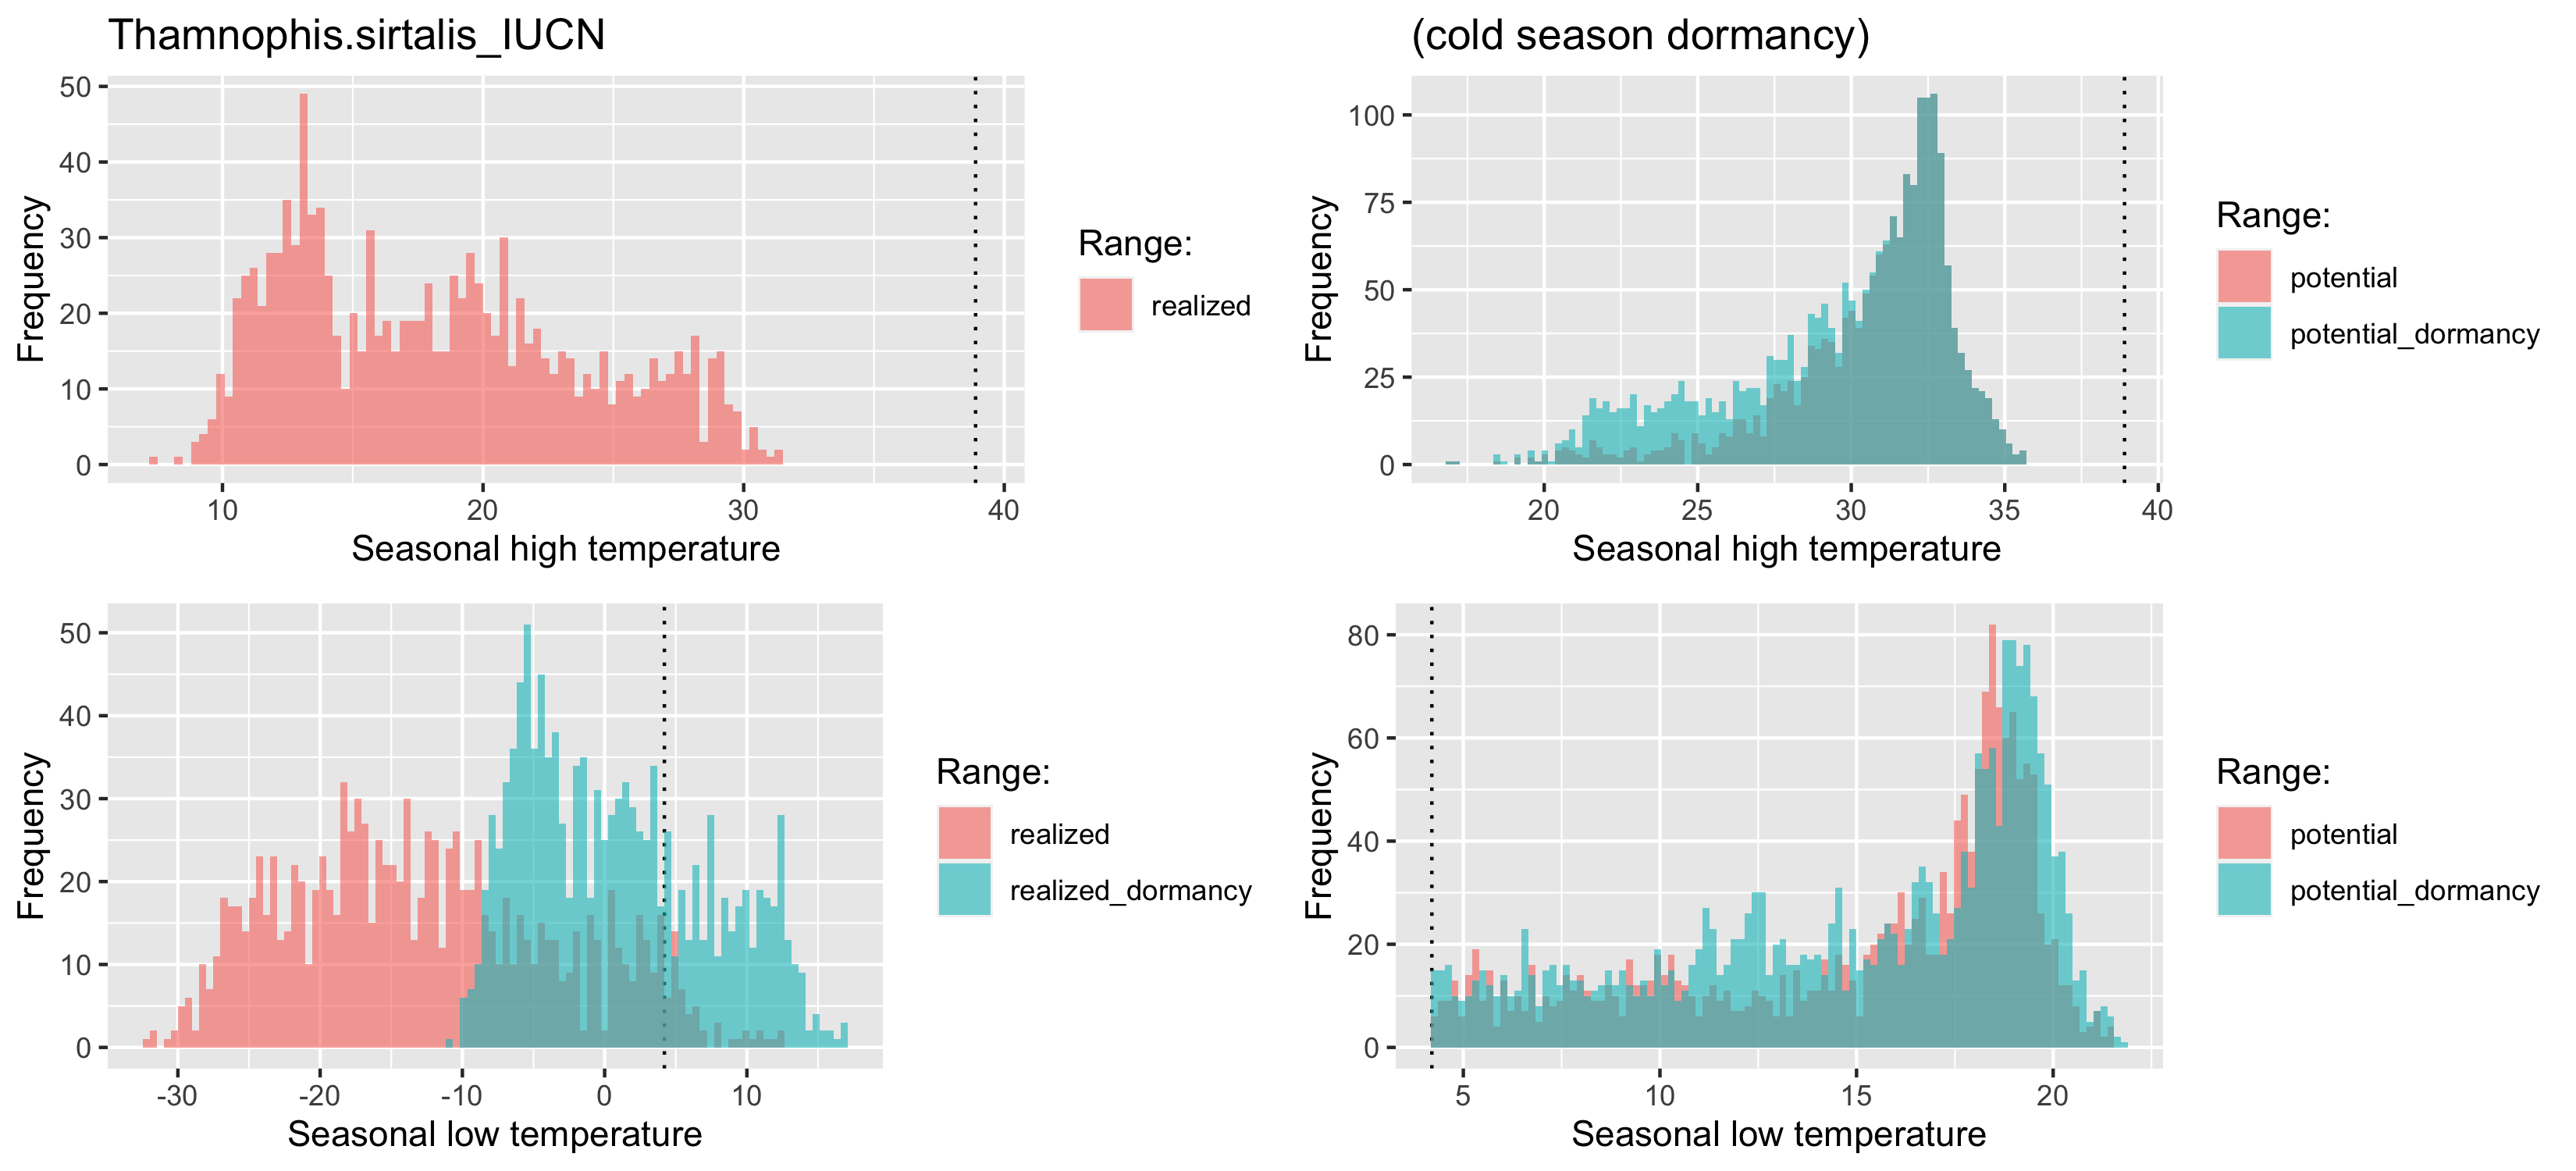 Thamnophis.sirtalis_IUCN
50
40
30
20
10
0
Frequency
10 20 30 40
Seasonal high temperature
Range:
realized
(cold season dormancy)
100
75
50
25
0
Frequency
20 25 30 35 40
Seasonal high temperature
Range:
potential
potential_dormancy
50
40
30
20
10
0
Frequency
-30 -20 -10 0 10
Seasonal low temperature
Range:
realized
realized_dormancy
80
60
40
20
0
Frequency
5 10 15 20
Seasonal low temperature
Range:
potential
potential_dormancy